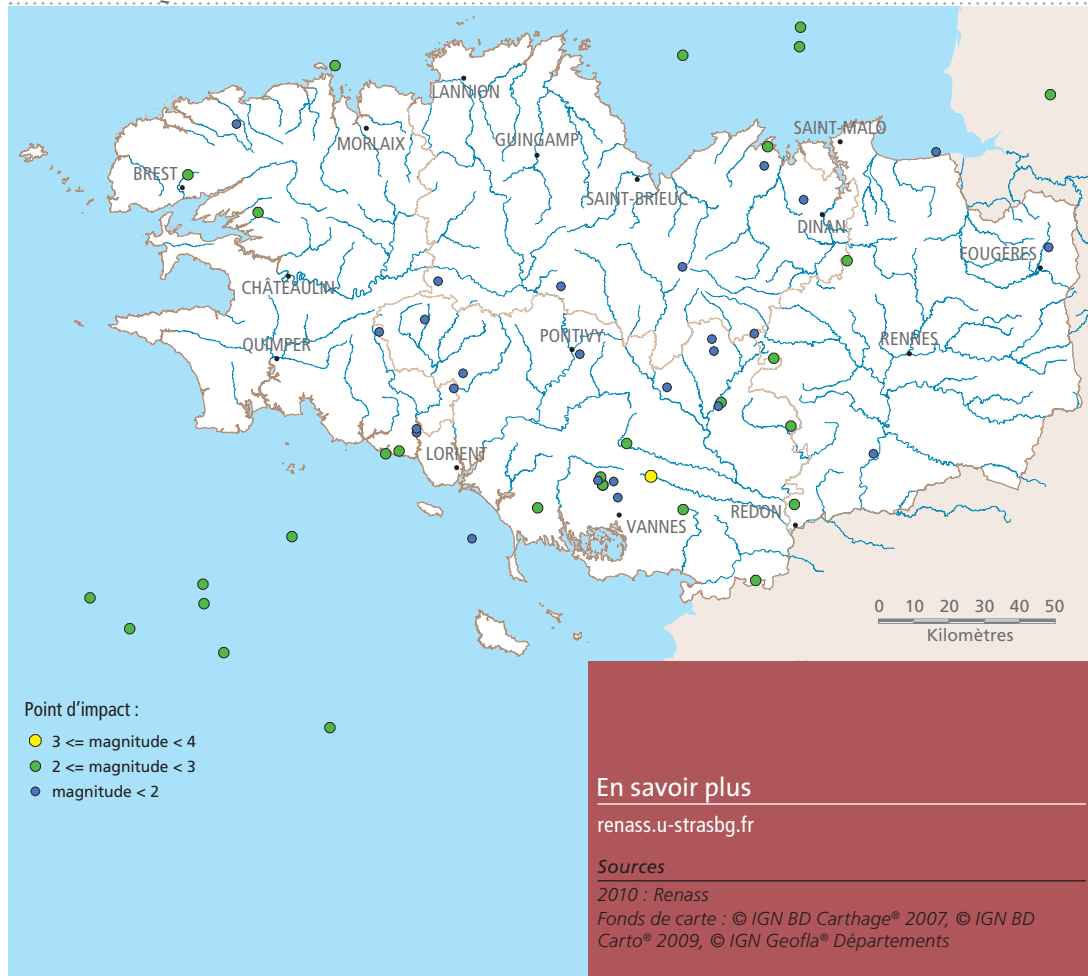 LANNION
SAINT-MALO
MORLAIX
GUINGAMP
BREST
SAINT-BRIEUC
DINAN
FOUGÈRES
CHÂTEAULIN
QUIMPER
PONTIVY
RENNES
LORIENT
REDON
VANNES
0 10 20 30 40 50
Kilomètres
Point d'impact :
3 <= magnitude < 4
2 <= magnitude < 3
magnitude < 2
En savoir plus
renass.u-strasbg.fr
Sources
2010 : Renass
Fonds de carte : © IGN BD Carthage® 2007, © IGN BD
Carto® 2009, © IGN Geofla® Départements